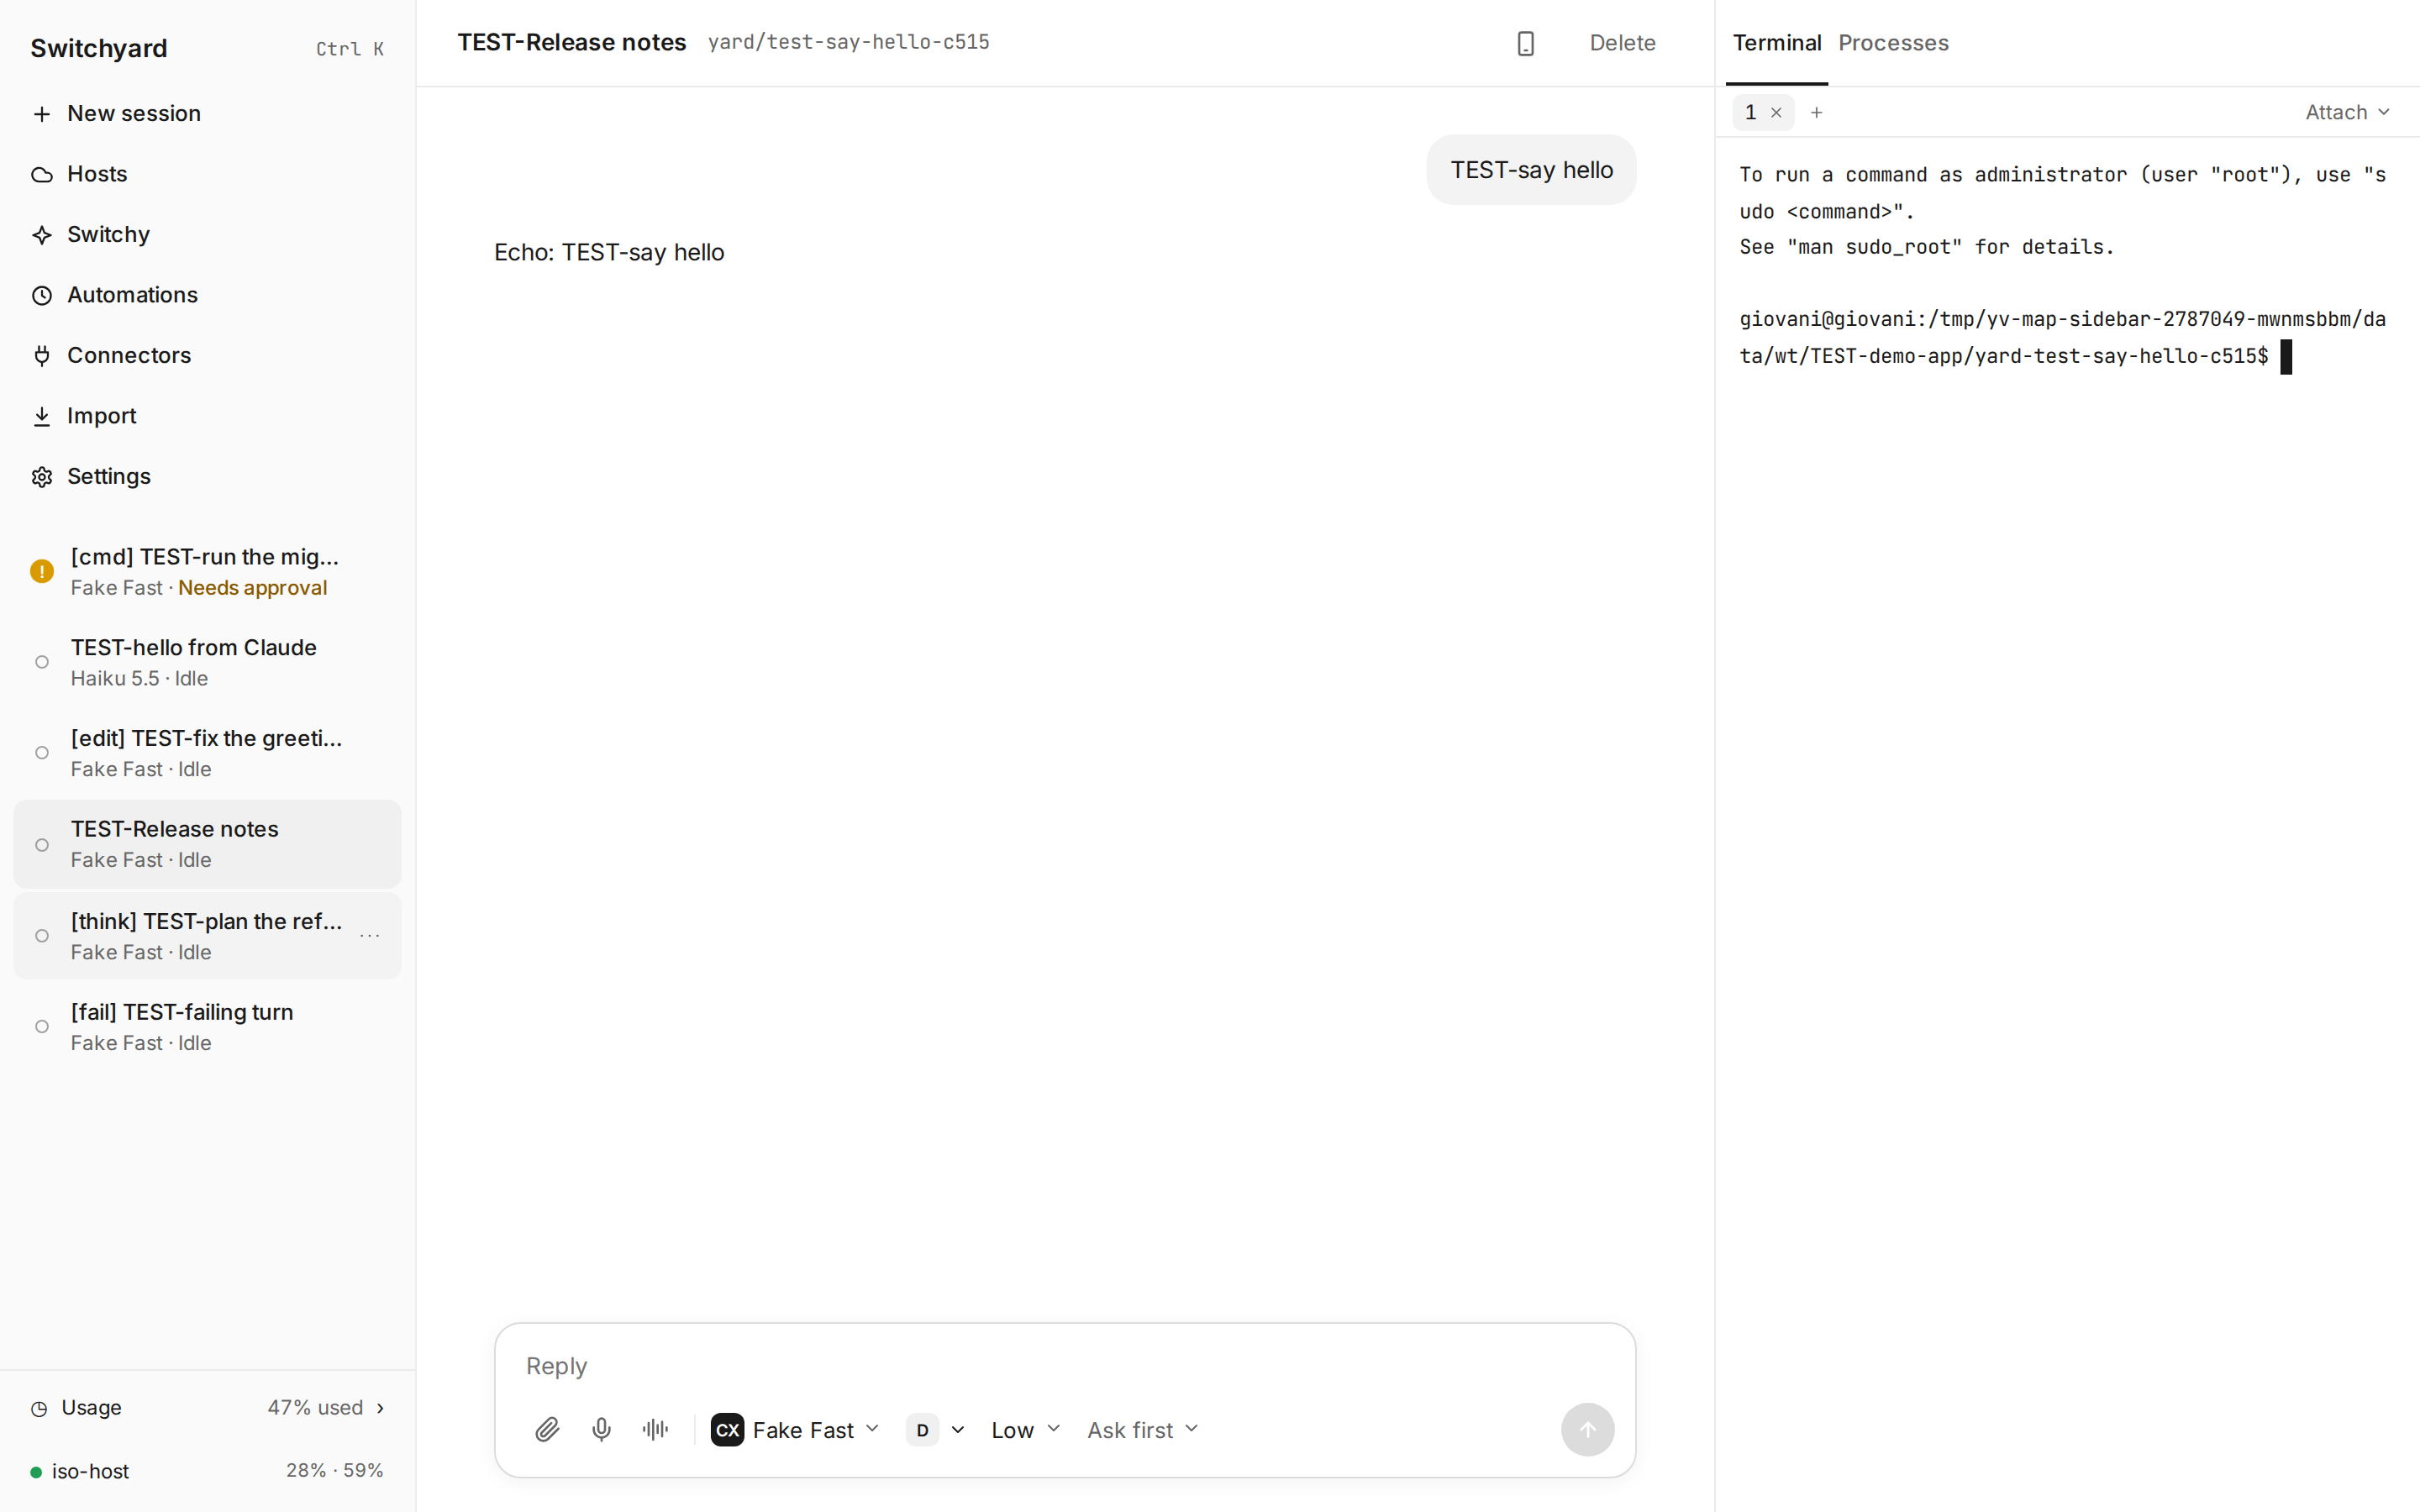 Switchyard
Ctrl K
New session
Hosts
Switchy
Automations
Connectors
Import
Settings
[cmd] TEST-run the mig...
Fake Fast · Needs approval
TEST-hello from Claude
Haiku 5.5 · Idle
[edit] TEST-fix the greeti...
Fake Fast · Idle
TEST-Release notes
Fake Fast · Idle
[think] TEST-plan the ref...
Fake Fast · Idle
[fail] TEST-failing turn
Fake Fast · Idle
Usage
47% used
iso-host
28% · 59%
TEST-Release notes
yard/test-say-hello-c515
Delete
TEST-say hello
Echo: TEST-say hello
Reply
CX Fake Fast
D
Low
Ask first
Terminal
Processes
1
Attach
To run a command as administrator (user "root"), use "s
udo <command>".
See "man sudo_root" for details.
giovani@giovani:/tmp/yv-map-sidebar-2787049-mwnmsbbm/da
ta/wt/TEST-demo-app/yard-test-say-hello-c515$